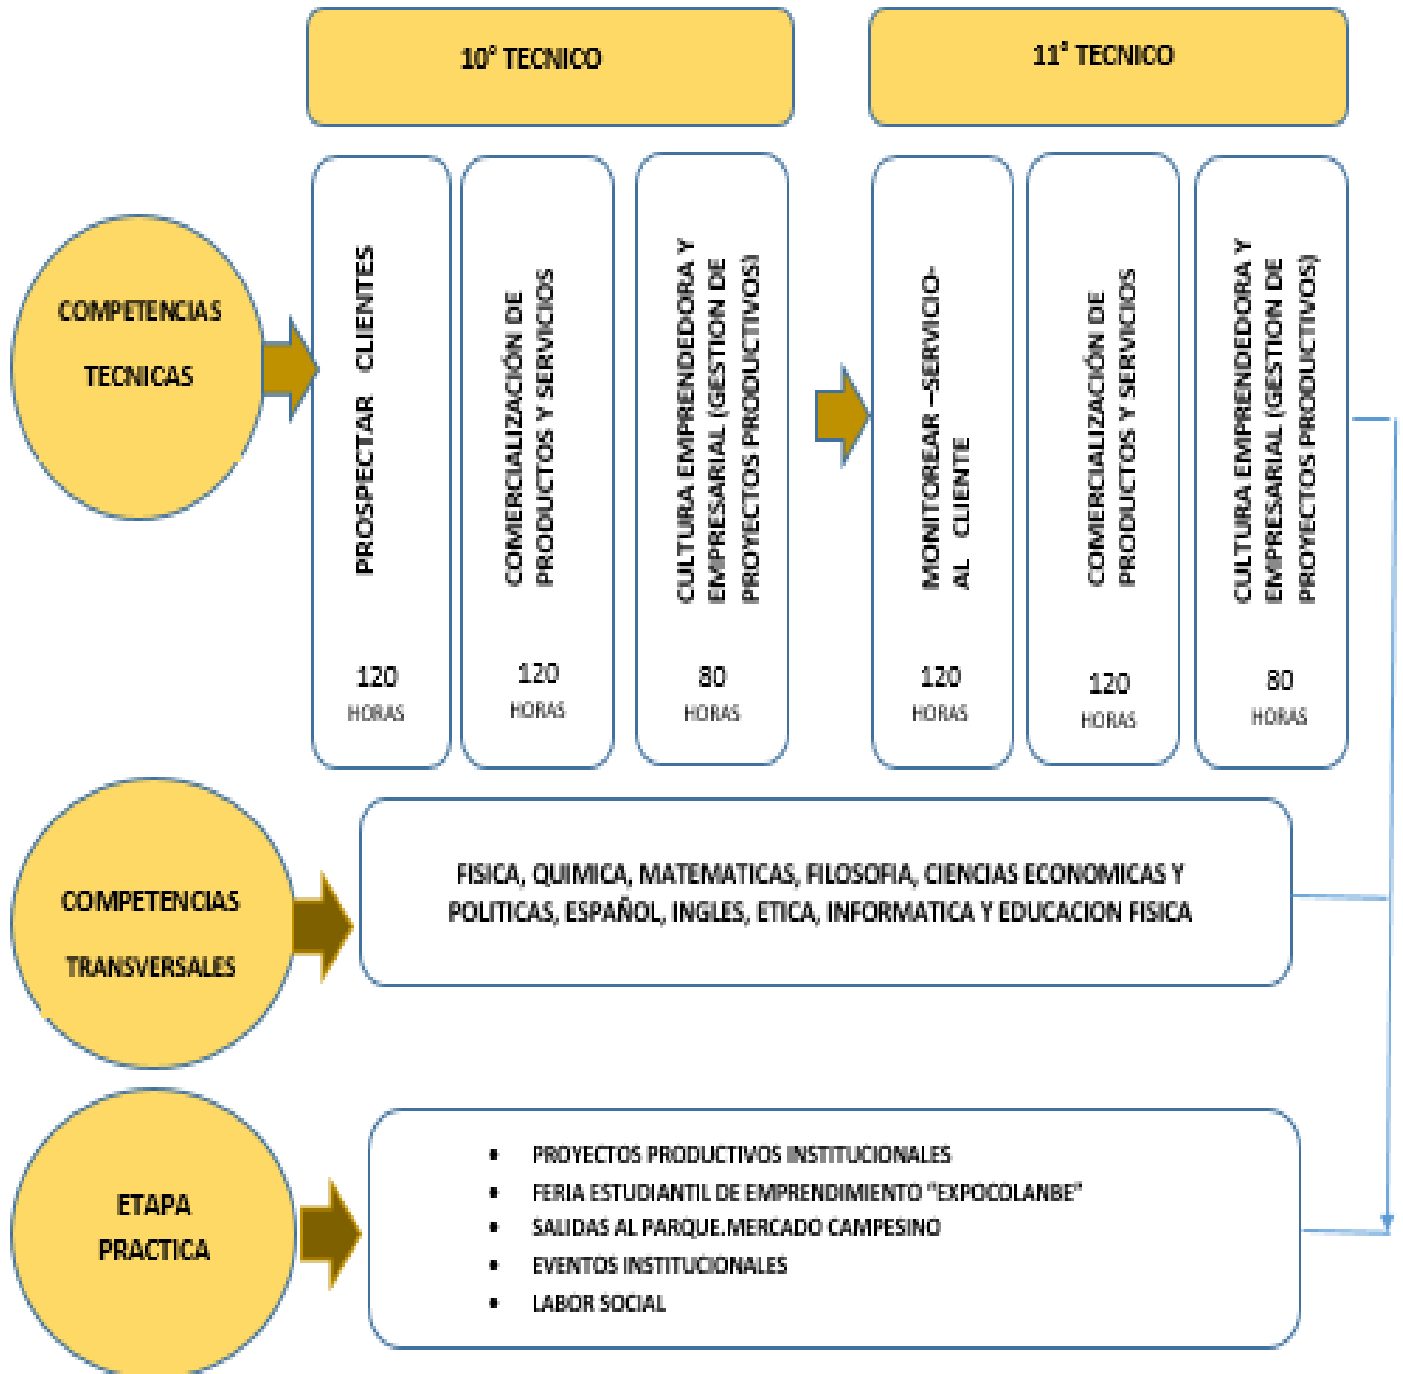 10° TECNICO
11° TECNICO
COMPETENCIAS
TECNICAS
PROSPECTAR CLIENTES
120
HORAS
COMERCIALIZACIÓN DE
PRODUCTOS Y SERVICIOS
120
HORAS
CULTURA EMPRENDEDORA Y
EMPRESARIAL (GESTION DE
PROYECTOS PRODUCTIVOS)
80
HORAS
MONITOREAR –SERVICIO-
AL CLIENTE
120
HORAS
COMERCIALIZACIÓN DE
PRODUCTOS Y SERVICIOS
120
HORAS
CULTURA EMPRENDEDORA Y
EMPRESARIAL (GESTION DE
PROYECTOS PRODUCTIVOS)
80
HORAS
COMPETENCIAS
TRANSVERSALES
FISICA, QUIMICA, MATEMATICAS, FILOSOFIA, CIENCIAS ECONOMICAS Y
POLITICAS, ESPAÑOL, INGLES, ETICA, INFORMATICA Y EDUCACION FISICA
ETAPA
PRACTICA
• PROYECTOS PRODUCTIVOS INSTITUCIONALES
• FERIA ESTUDIANTIL DE EMPRENDIMIENTO "EXPOCOLANBE"
• SALIDAS AL PARQUE.MERCADO CAMPESINO
• EVENTOS INSTITUCIONALES
• LABOR SOCIAL